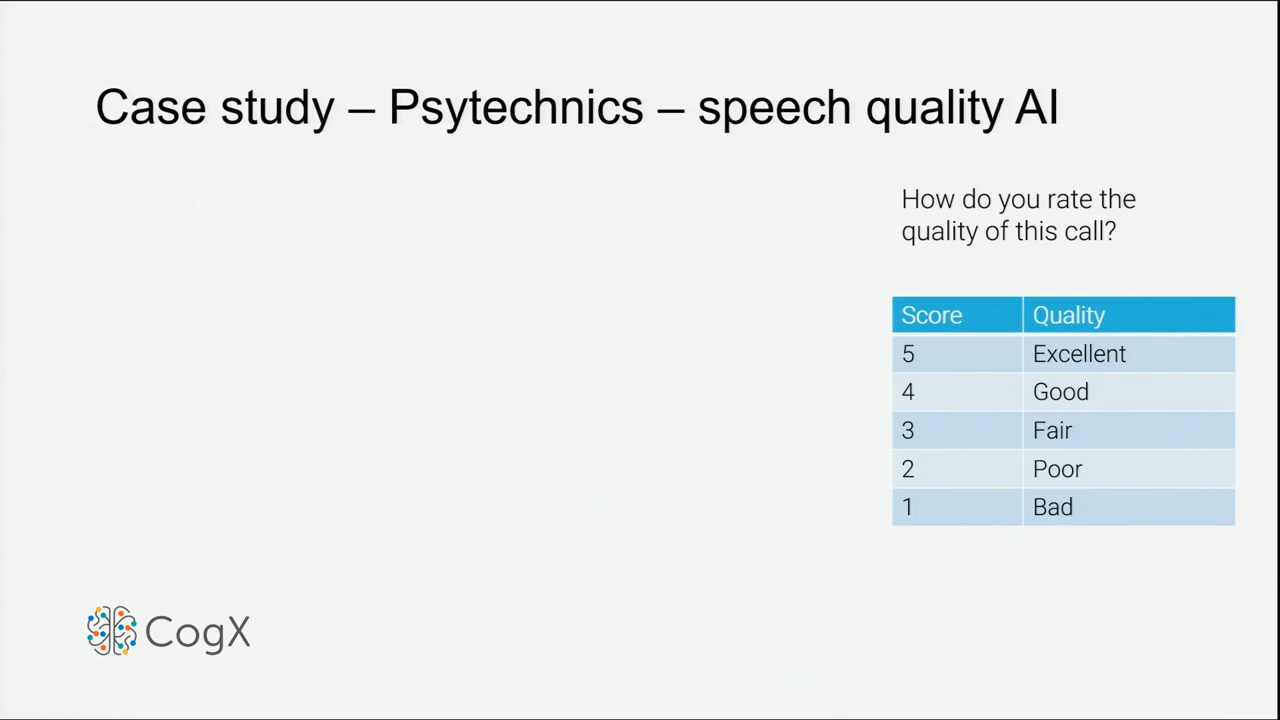 Case study – Psytechnics – speech quality AI
How do you rate the
quality of this call?
Score Quality
5 Excellent
4 Good
3 Fair
2 Poor
1 Bad
CogX